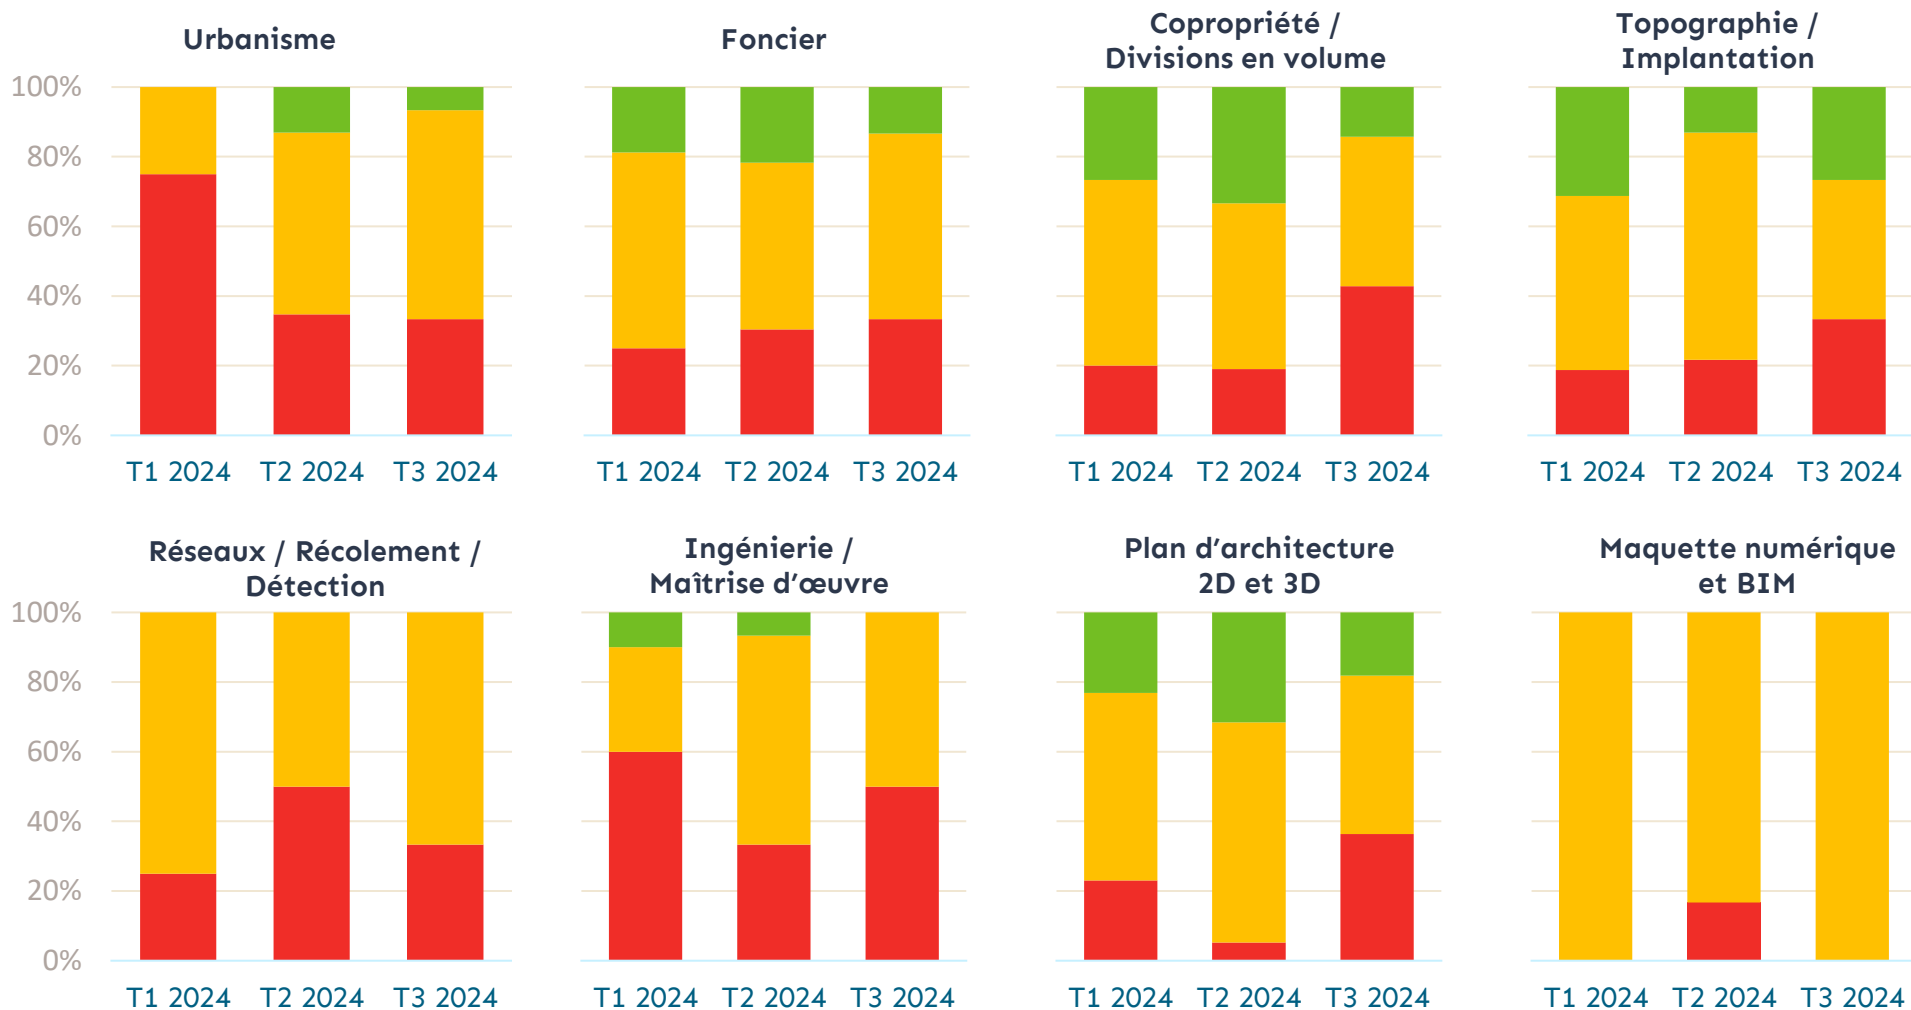 Urbanisme
Foncier
Copropriété /
Divisions en volume
Topographie /
Implantation
100%
80%
60%
40%
20%
0%
T1 2024 T2 2024 T3 2024
T1 2024 T2 2024 T3 2024
T1 2024 T2 2024 T3 2024
T1 2024 T2 2024 T3 2024
Réseaux / Récolement /
Détection
Ingénierie /
Maîtrise d’œuvre
Plan d’architecture
2D et 3D
Maquette numérique
et BIM
100%
80%
60%
40%
20%
0%
T1 2024 T2 2024 T3 2024
T1 2024 T2 2024 T3 2024
T1 2024 T2 2024 T3 2024
T1 2024 T2 2024 T3 2024